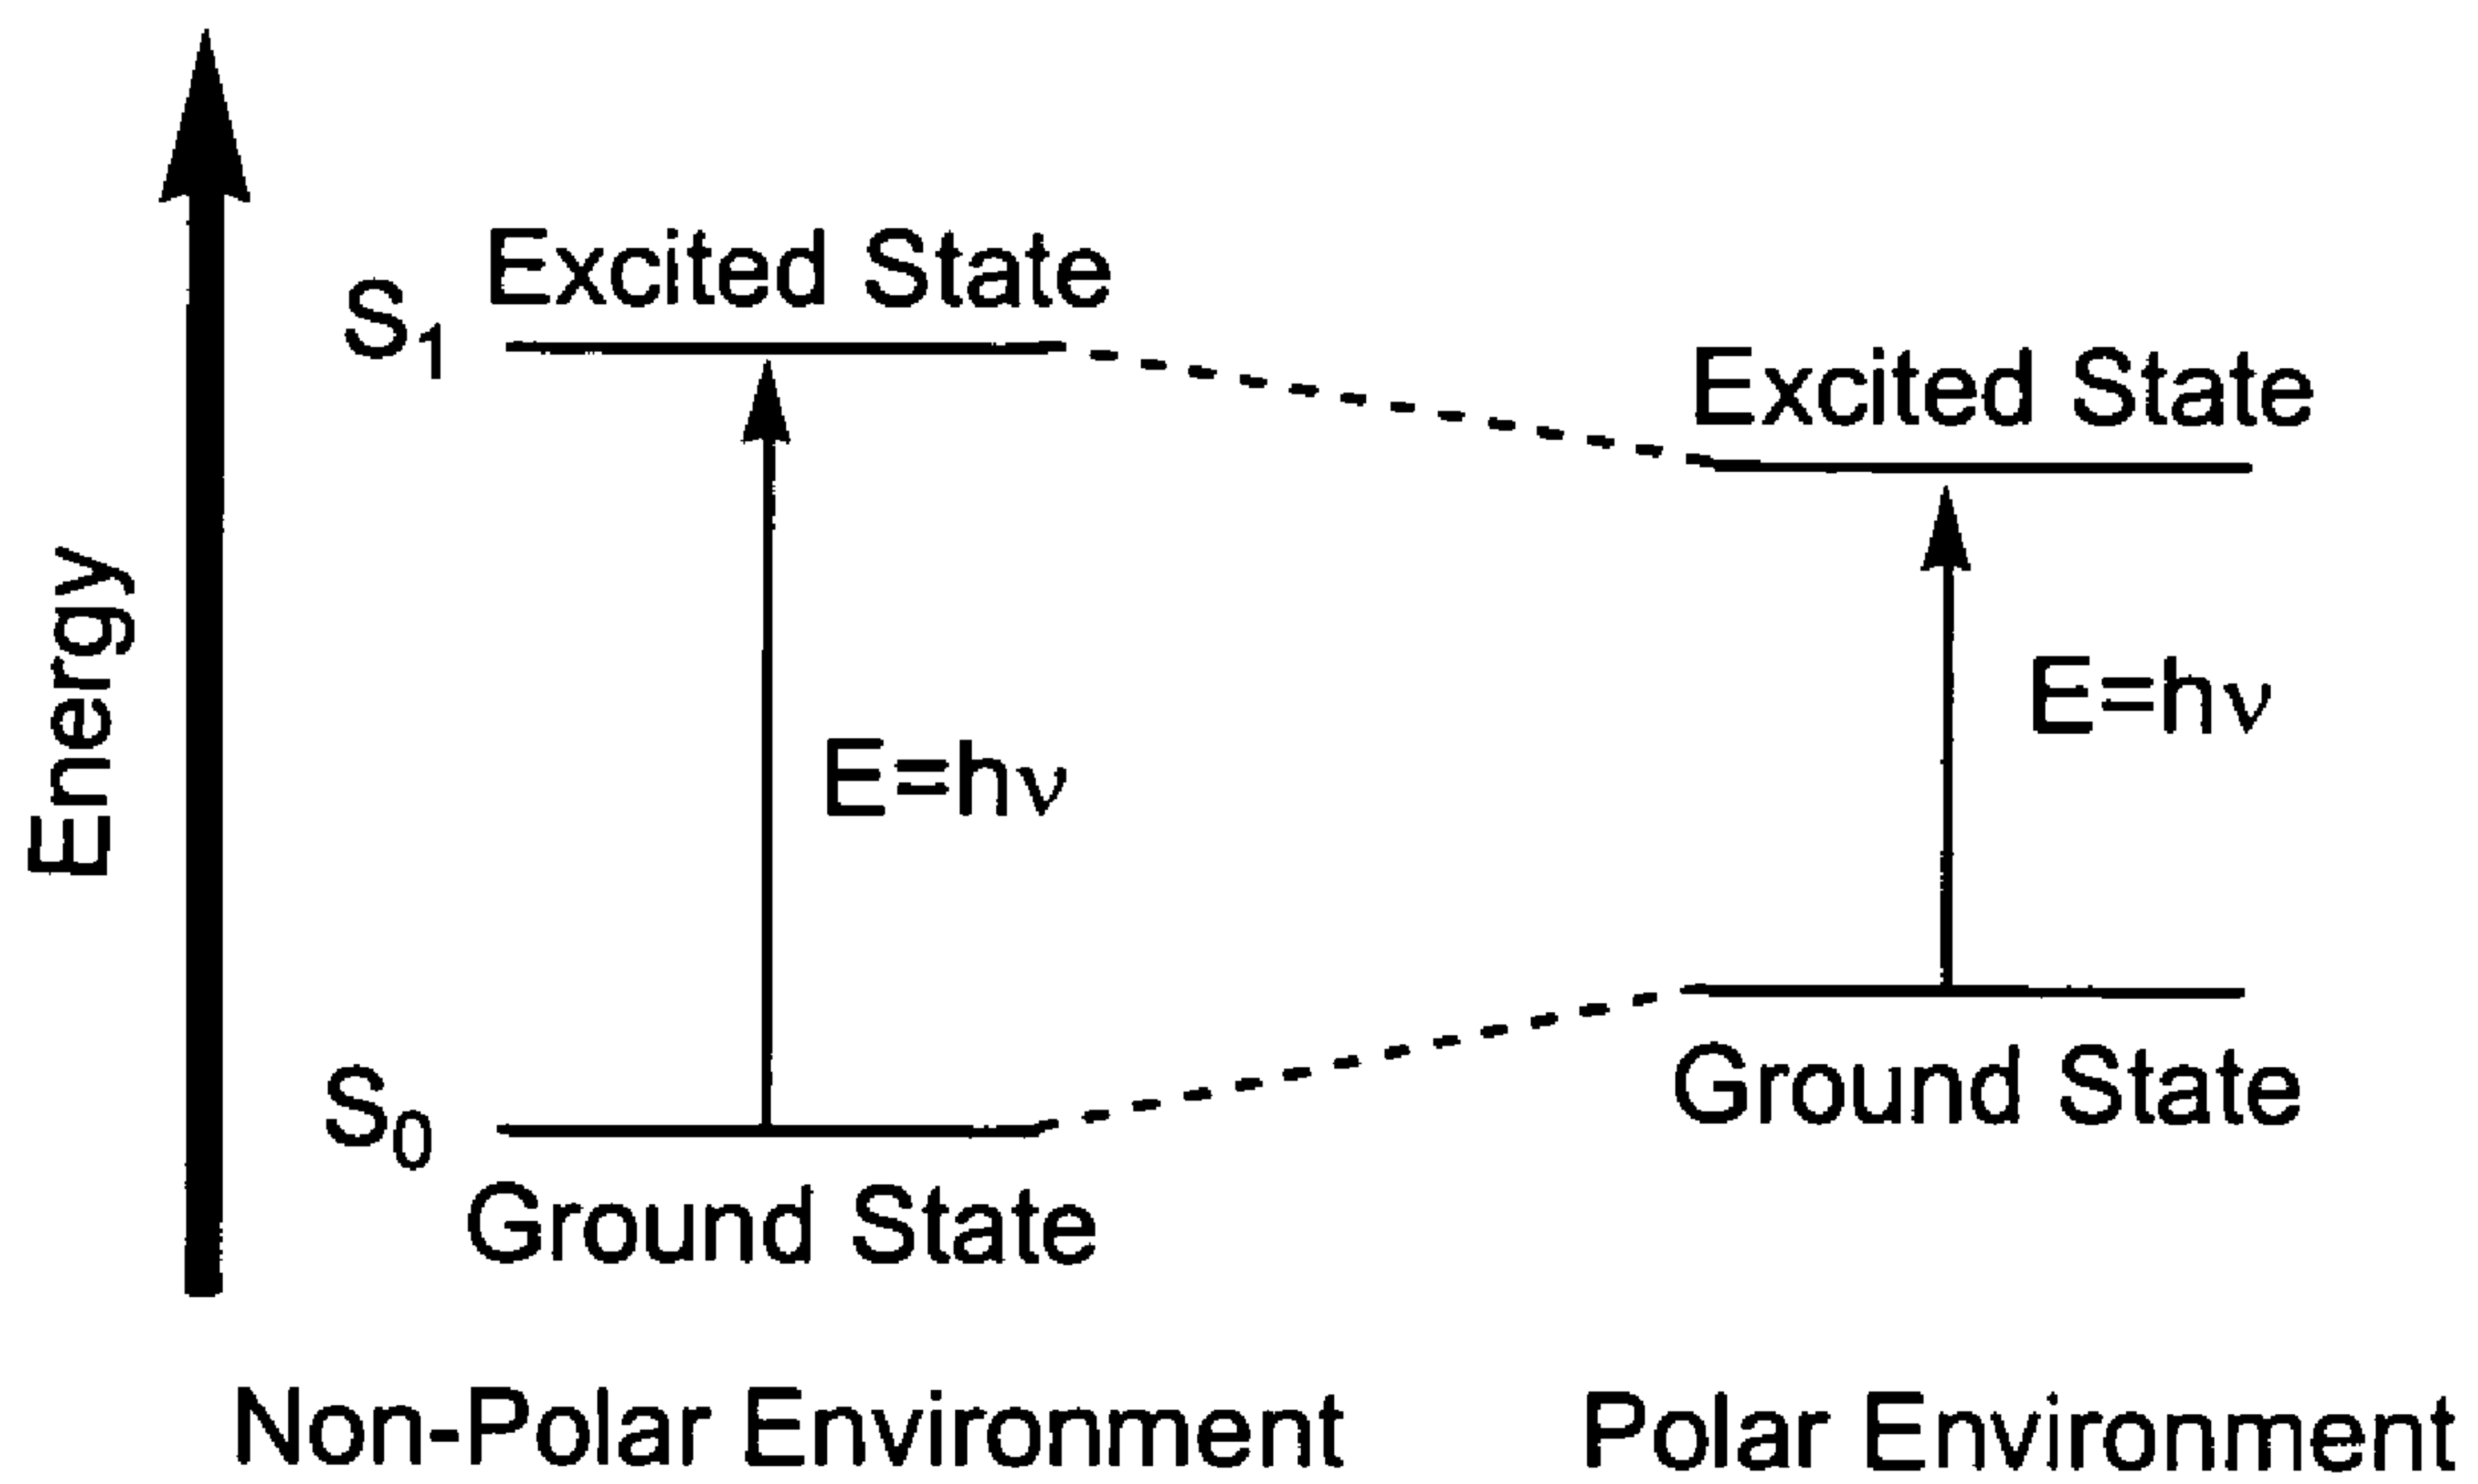 Energy
S1
Excited State
Excited State
E=hν
E=hν
S0
Ground State
Ground State
Non-Polar Environment
Polar Environment